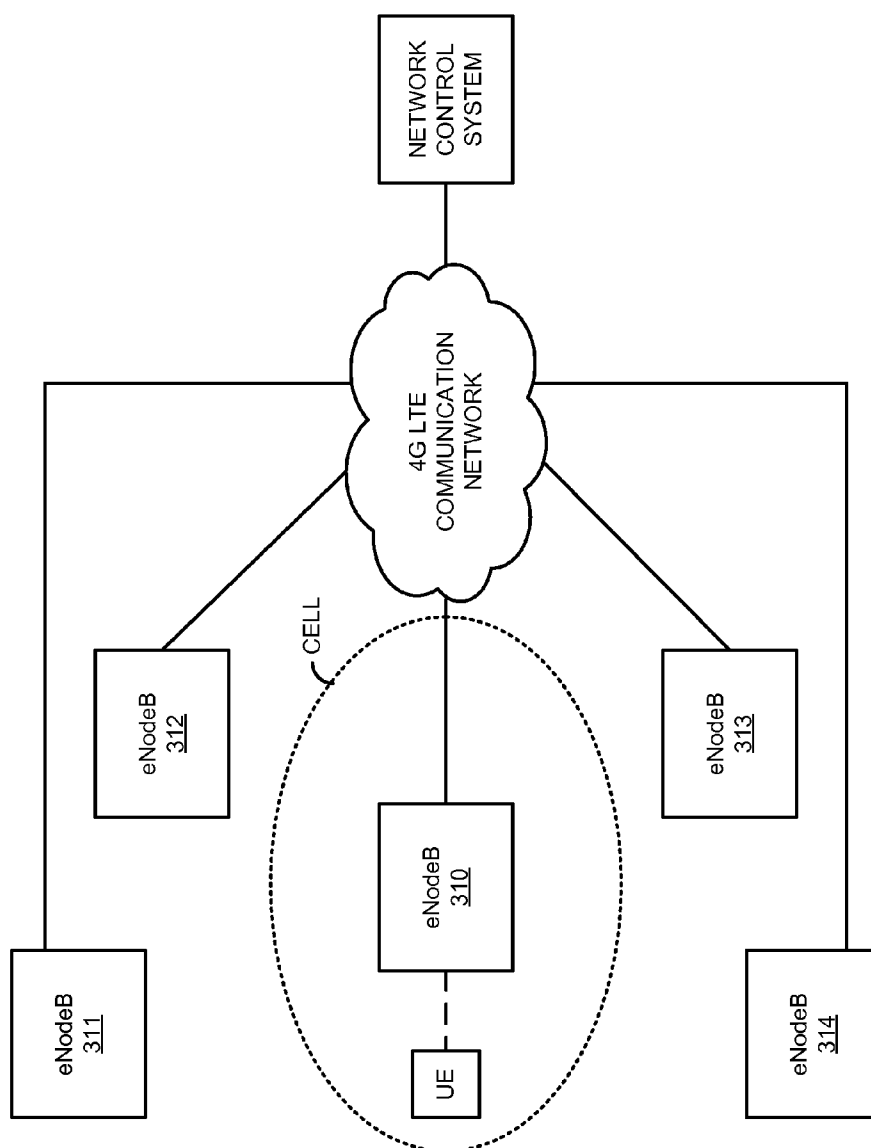 eNodeB
311
eNodeB
312
CELL
UE
eNodeB
310
4G LTE
COMMUNICATION
NETWORK
NETWORK
CONTROL
SYSTEM
eNodeB
313
eNodeB
314